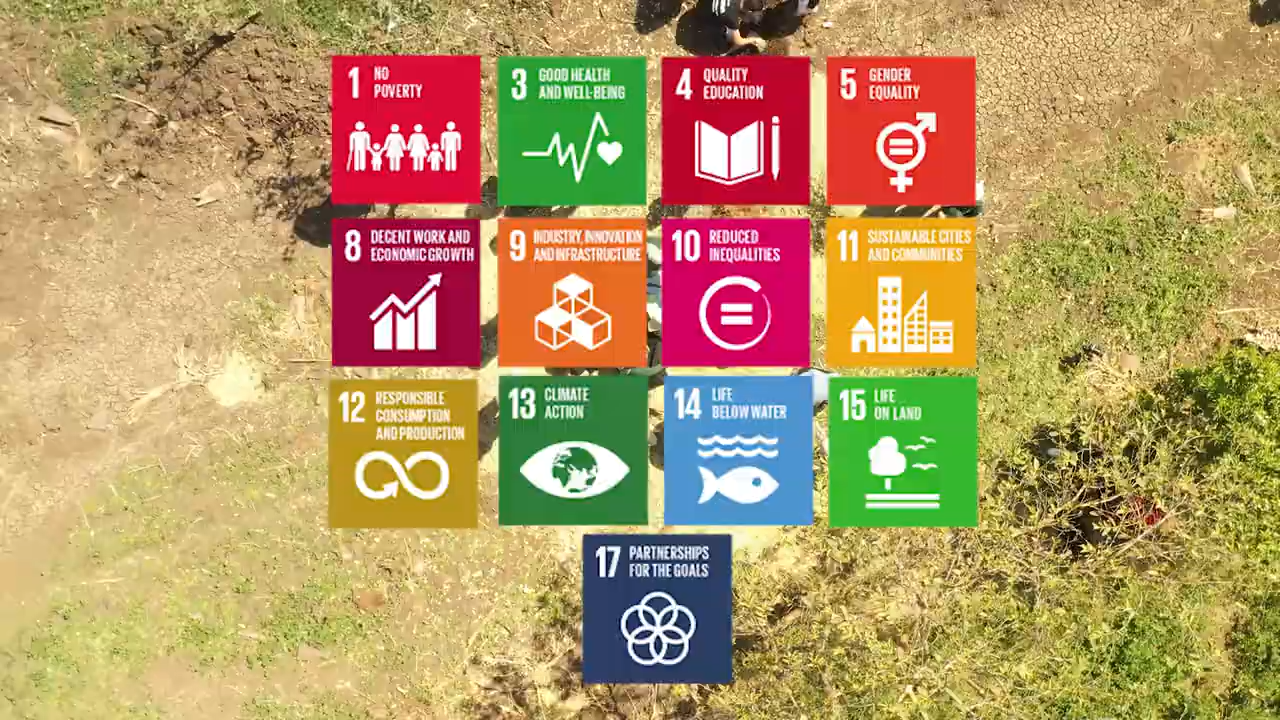 1 NO
POVERTY
3 GOOD HEALTH
AND WELL-BEING
4 QUALITY
EDUCATION
5 GENDER
EQUALITY
8 DECENT WORK AND
ECONOMIC GROWTH
9 INDUSTRY, INNOVATION
AND INFRASTRUCTURE
10 REDUCED
INEQUALITIES
11 SUSTAINABLE CITIES
AND COMMUNITIES
12 RESPONSIBLE
CONSUMPTION
AND PRODUCTION
13 CLIMATE
ACTION
14 LIFE
BELOW WATER
15 LIFE
ON LAND
17 PARTNERSHIPS
FOR THE GOALS